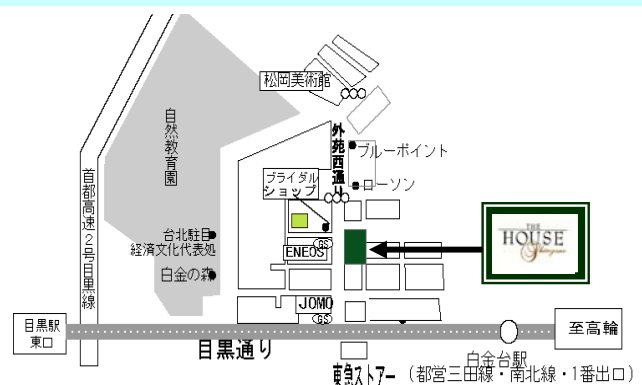 松岡美術館
自然教育園
外苑西通り
ブルーポイント
ブライダル
ショップ
ローソン
首都高速2号目黒線
台北駐日
経済文化代表処
GS
ENEOS
THE
HOUSE
Shirogane
白金の森
JOMO
GS
目黒駅
東口
至高輪
目黒通り
白金台駅
東急ストアー
(都営三田線・南北線・1番出口)